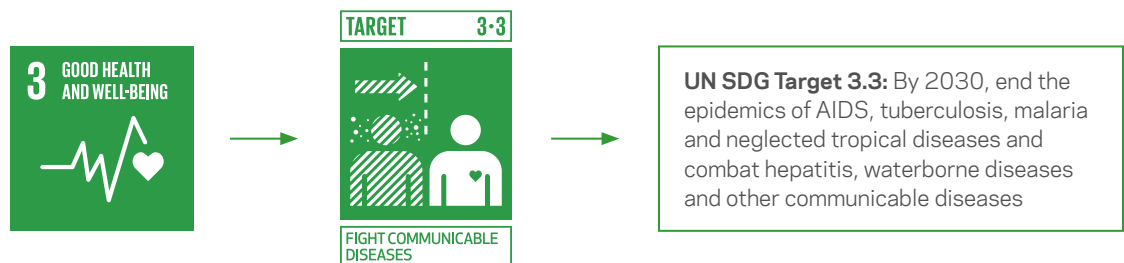 3 GOOD HEALTH
AND WELL-BEING
TARGET 3·3
FIGHT COMMUNICABLE
DISEASES
UN SDG Target 3.3: By 2030, end the
epidemics of AIDS, tuberculosis, malaria
and neglected tropical diseases and
combat hepatitis, waterborne diseases
and other communicable diseases